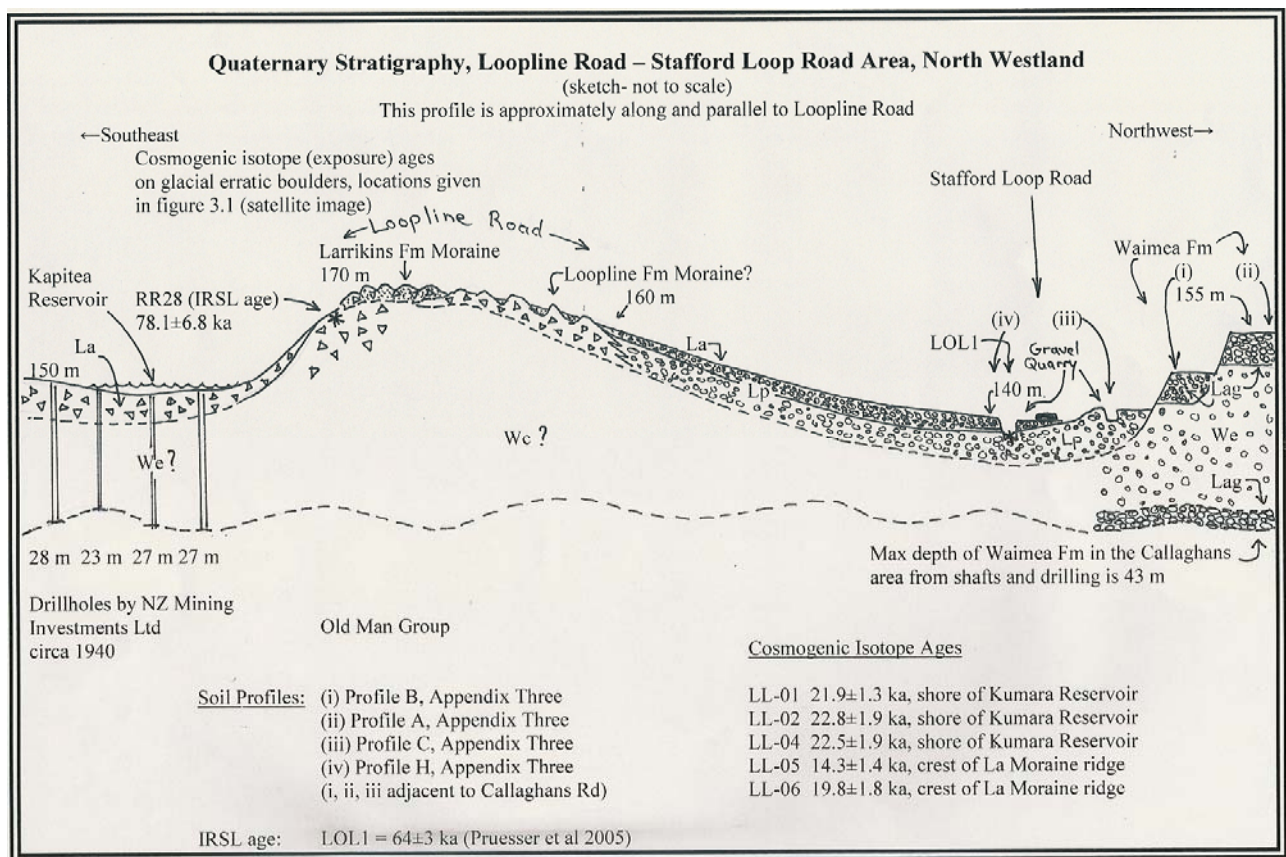 Quaternary Stratigraphy, Loopline Road – Stafford Loop Road Area, North Westland
(sketch- not to scale)
This profile is approximately along and parallel to Loopline Road
←Southeast
Northwest→
Cosmogenic isotope (exposure) ages
on glacial erratic boulders, locations given
in figure 3.1 (satellite image)
Stafford Loop Road
Loopline Road
Larrikins Fm Moraine
170 m
Waimea Fm
(i)
(ii)
155 m
Kapitea
Reservoir
RR28 (IRSL age)
78.1±6.8 ka
Loopline Fm Moraine?
160 m
(iv)
(iii)
LOL1
Gravel
Quarry
La
La
150 m
140 m
Lp
Lp
Lag
We
We ?
We ?
Lag
28 m 23 m 27 m 27 m
Max depth of Waimea Fm in the Callaghans
area from shafts and drilling is 43 m
Drillholes by NZ Mining
Investments Ltd
circa 1940
Old Man Group
Cosmogenic Isotope Ages
Soil Profiles: (i) Profile B, Appendix Three
(ii) Profile A, Appendix Three
(iii) Profile C, Appendix Three
(iv) Profile H, Appendix Three
(i, ii, iii adjacent to Callaghans Rd)
LL-01 21.9±1.3 ka, shore of Kumara Reservoir
LL-02 22.8±1.9 ka, shore of Kumara Reservoir
LL-04 22.5±1.9 ka, shore of Kumara Reservoir
LL-05 14.3±1.4 ka, crest of La Moraine ridge
LL-06 19.8±1.8 ka, crest of La Moraine ridge
IRSL age: LOL1 = 64±3 ka (Pruesser et al 2005)